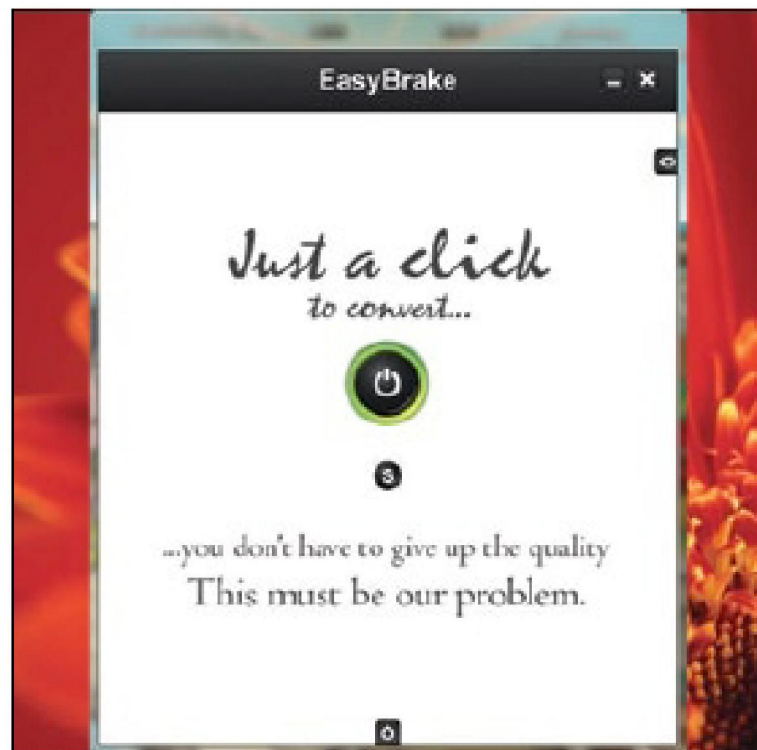 EasyBrake
Just a click
to convert...
S
...you don't have to give up the quality
This must be our problem.